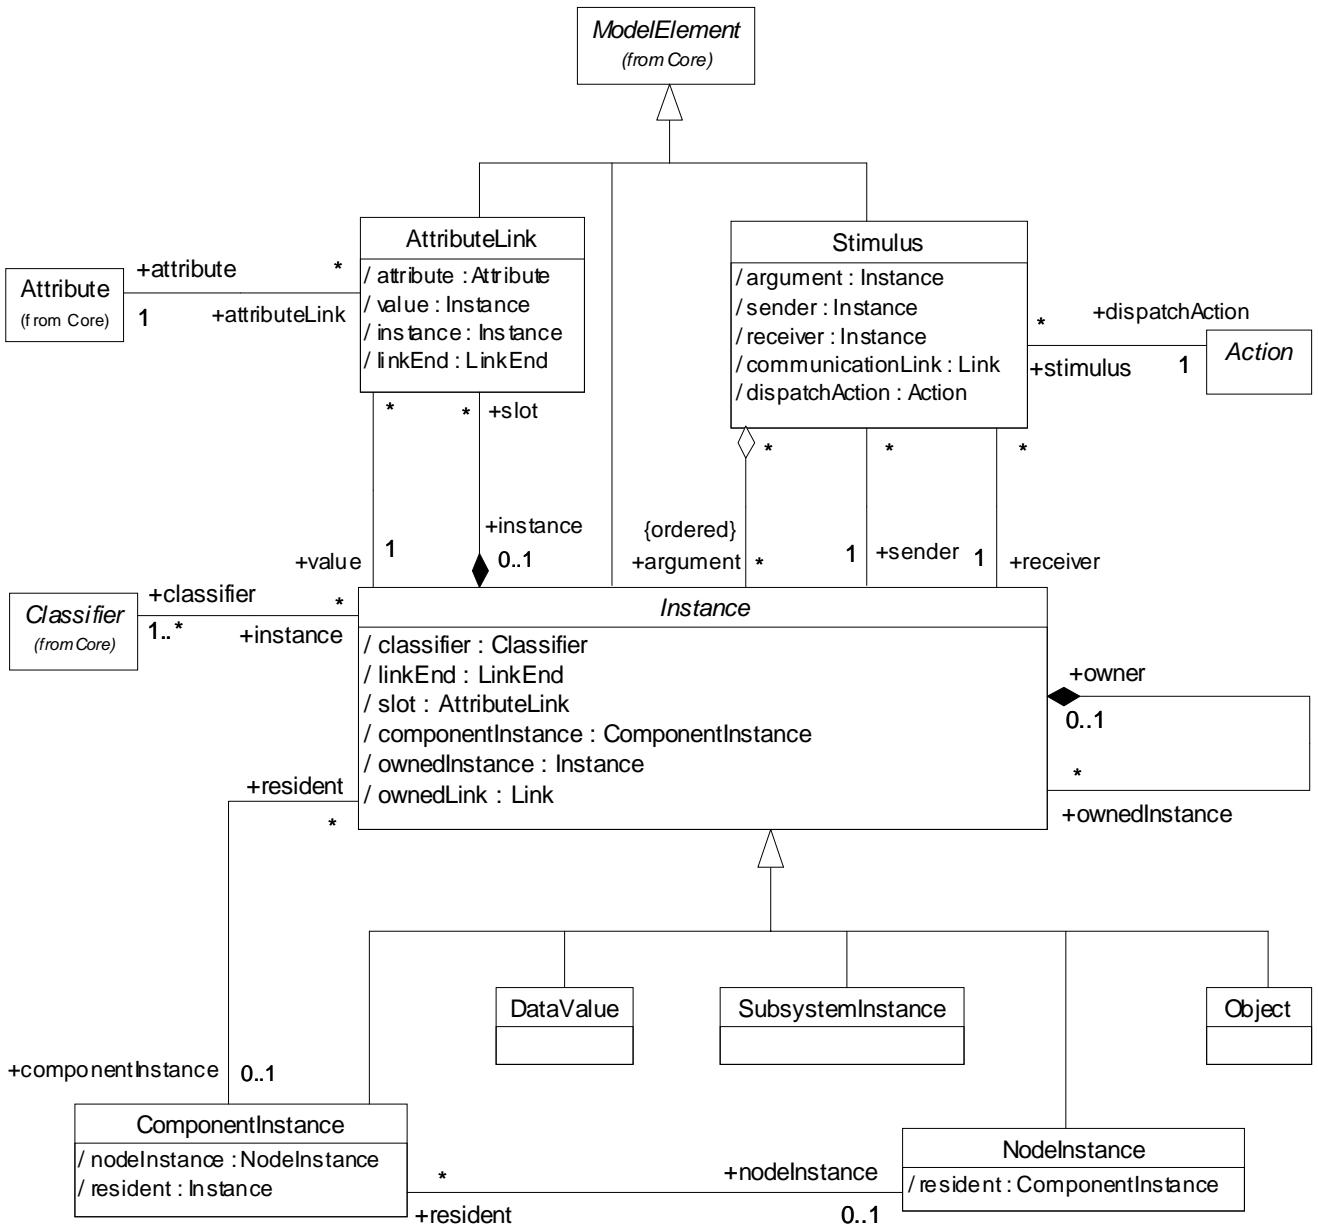 ModelElement
(from Core)
AttributeLink
/ attribute : Attribute
/ value : Instance
/ instance : Instance
/ linkEnd : LinkEnd
Stimulus
/ argument : Instance
/ sender : Instance
/ receiver : Instance
/ communicationLink : Link
/ dispatchAction : Action
Attribute
(from Core)
+attribute
*
1
+attributeLink
+dispatchAction
*
+stimulus
1
Action
*
*
+slot
*
*
*
+instance
0..1
+value
1
{ordered}
+argument
*
1
+sender
1
+receiver
Classifier
(from Core)
+classifier
*
1..*
+instance
Instance
/ classifier : Classifier
/ linkEnd : LinkEnd
/ slot : AttributeLink
/ componentInstance : ComponentInstance
/ ownedInstance : Instance
/ ownedLink : Link
+owner
0..1
*
+ownedInstance
+resident
*
DataValue
SubsystemInstance
Object
+componentInstance
0..1
ComponentInstance
/ nodeInstance : NodeInstance
/ resident : Instance
*
+resident
+nodeInstance
0..1
NodeInstance
/ resident : ComponentInstance